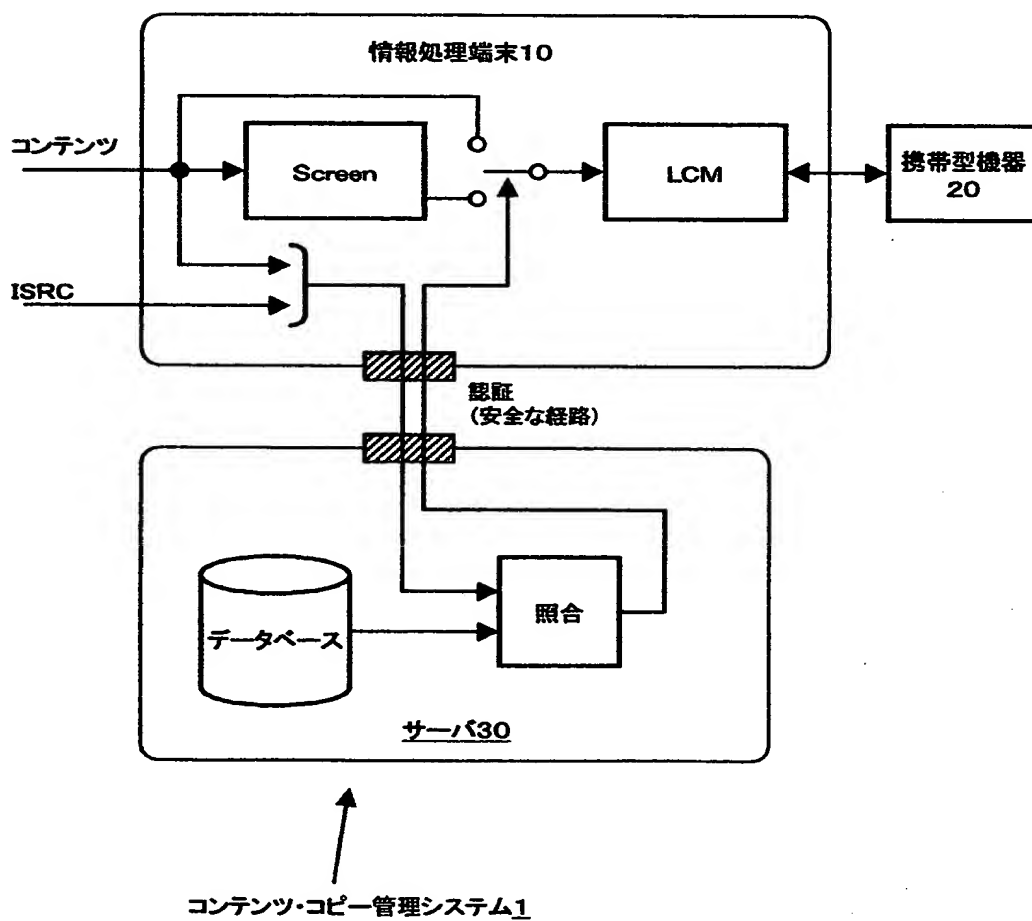 情報処理端末10
コンテンツ
Screen
LCM
携帯型機器
20
ISRC
認証
(安全な経路)
データベース
照合
サーバ30
コンテンツ・コピー管理システム1